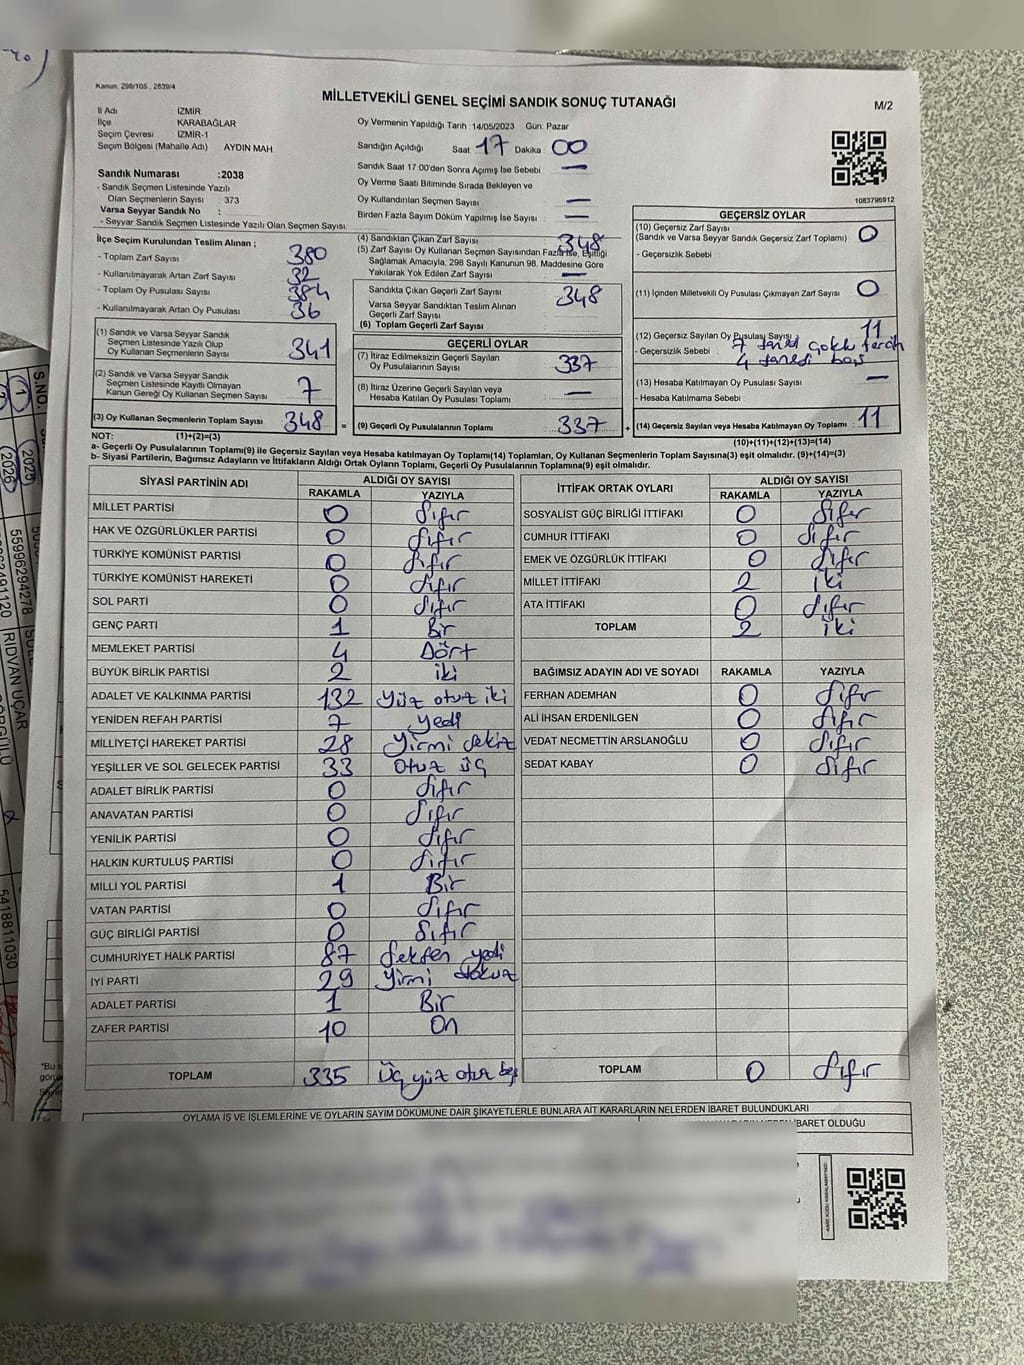 Kanun. 298/105 , 2839/4
MİLLETVEKİLİ GENEL SEÇİMİ SANDIK SONUÇ TUTANAĞI
M/2
İl Adı İZMİR
İlçe KARABAĞLAR
Seçim Çevresi İZMİR-1
Seçim Bölgesi (Mahalle Adı) AYDIN MAH
Sandık Numarası :2038
- Sandık Seçmen Listesinde Yazılı
Olan Seçmenlerin Sayısı : 373
Varsa Seyyar Sandık No :
- Seyyar Sandık Seçmen Listesinde Yazılı Olan Seçmen Sayısı:
Oy Vermenin Yapıldığı Tarih :14/05/2023 Gün: Pazar
Sandığın Açıldığı Saat 17 Dakika 00
Sandık Saat 17:00'den Sonra Açımış İse Sebebi —
Oy Verme Saati Bitiminde Sırada Bekleyen ve
Oy Kullandırılan Seçmen Sayısı —
Birden Fazla Sayım Döküm Yapılmış İse Sayısı —
1083796912
İlçe Seçim Kurulundan Teslim Alınan ;
- Toplam Zarf Sayısı 380
- Kullanılmayarak Artan Zarf Sayısı 32
- Toplam Oy Pusulası Sayısı 384
- Kullanılmayarak Artan Oy Pusulası 36
(1) Sandık ve Varsa Seyyar Sandık
Seçmen Listesinde Yazılı Olup
Oy Kullanan Seçmenlerin Sayısı 341
(2) Sandık ve Varsa Seyyar Sandık
Seçmen Listesinde Kayıtlı Olmayan
Kanun Gereği Oy Kullanan Seçmen Sayısı 7
(3) Oy Kullanan Seçmenlerin Toplam Sayısı 348 =
(4) Sandıktan Çıkan Zarf Sayısı 348
(5) Zarf Sayısı Oy Kullanan Seçmen Sayısından Fazla İse, Eşitliği
Sağlamak Amacıyla, 298 Sayılı Kanunun 98. Maddesine Göre
Yakılarak Yok Edilen Zarf Sayısı —
Sandıkta Çıkan Geçerli Zarf Sayısı 348
Varsa Seyyar Sandıktan Teslim Alınan
Geçerli Zarf Sayısı
(6) Toplam Geçerli Zarf Sayısı
GEÇERLİ OYLAR
(7) İtiraz Edilmeksizin Geçerli Sayılan
Oy Pusulalarının Sayısı 337
(8) İtiraz Üzerine Geçerli Sayılan veya
Hesaba Katılan Oy Pusulası Toplamı —
(9) Geçerli Oy Pusulalarının Toplamı 337 +
GEÇERSİZ OYLAR
(10) Geçersiz Zarf Sayısı
(Sandık ve Varsa Seyyar Sandık Geçersiz Zarf Toplamı) 0
- Geçersizlik Sebebi
(11) İçinden Milletvekili Oy Pusulası Çıkmayan Zarf Sayısı 0
(12) Geçersiz Sayılan Oy Pusulası Sayısı 11
- Geçersizlik Sebebi 7 tanesi çoklu tercih
4 tanesi boş
(13) Hesaba Katılmayan Oy Pusulası Sayısı —
- Hesaba Katılmama Sebebi
(14) Geçersiz Sayılan veya Hesaba Katılmayan Oy Toplamı 11
NOT: (1)+(2)=(3)
(10)+(11)+(12)+(13)=(14)
a- Geçerli Oy Pusulalarının Toplamı(9) ile Geçersiz Sayılan veya Hesaba katılmayan Oy Toplamı(14) Toplamları, Oy Kullanan Seçmenlerin Toplam Sayısına(3) eşit olmalıdır. (9)+(14)=(3)
b- Siyasi Partilerin, Bağımsız Adayların ve İttifakların Aldığı Ortak Oyların Toplamı, Geçerli Oy Pusulalarının Toplamına(9) eşit olmalıdır.
SİYASİ PARTİNİN ADI ALDIĞI OY SAYISI
RAKAMLA YAZIYLA
MİLLET PARTİSİ 0 sıfır
HAK VE ÖZGÜRLÜKLER PARTİSİ 0 sıfır
TÜRKİYE KOMÜNİST PARTİSİ 0 sıfır
TÜRKİYE KOMÜNİST HAREKETİ 0 sıfır
SOL PARTİ 0 sıfır
GENÇ PARTİ 1 Bir
MEMLEKET PARTİSİ 4 Dört
BÜYÜK BİRLİK PARTİSİ 2 iki
ADALET VE KALKINMA PARTİSİ 132 yüz otuz iki
YENİDEN REFAH PARTİSİ 7 yedi
MİLLİYETÇİ HAREKET PARTİSİ 28 yirmi sekiz
YEŞİLLER VE SOL GELECEK PARTİSİ 33 otuz üç
ADALET BİRLİK PARTİSİ 0 sıfır
ANAVATAN PARTİSİ 0 sıfır
YENİLİK PARTİSİ 0 sıfır
HALKIN KURTULUŞ PARTİSİ 0 sıfır
MİLLİ YOL PARTİSİ 1 Bir
VATAN PARTİSİ 0 sıfır
GÜÇ BİRLİĞİ PARTİSİ 0 sıfır
CUMHURİYET HALK PARTİSİ 87 seksen yedi
İYİ PARTİ 29 yirmi dokuz
ADALET PARTİSİ 1 Bir
ZAFER PARTİSİ 10 On
TOPLAM 335 Üç yüz otuz beş
İTTİFAK ORTAK OYLARI ALDIĞI OY SAYISI
RAKAMLA YAZIYLA
SOSYALİST GÜÇ BİRLİĞİ İTTİFAKI 0 sıfır
CUMHUR İTTİFAKI 0 sıfır
EMEK VE ÖZGÜRLÜK İTTİFAKI 0 sıfır
MİLLET İTTİFAKI 2 iki
ATA İTTİFAKI 0 sıfır
TOPLAM 2 iki
BAĞIMSIZ ADAYIN ADI VE SOYADI RAKAMLA YAZIYLA
FERHAN ADEMHAN 0 sıfır
ALİ İHSAN ERDENİLGEN 0 sıfır
VEDAT NECMETTİN ARSLANOĞLU 0 sıfır
SEDAT KABAY 0 sıfır
TOPLAM 0 sıfır
OYLAMA İŞ VE İŞLEMLERİNE VE OYLARIN SAYIM DÖKÜMÜNE DAİR ŞİKAYETLERLE BUNLARA AİT KARARLARIN NELERDEN İBARET BULUNDUKLARI
BARET OLDUĞU
S.NO.
1
2025
(2026)
55996294278
RIDVAN UÇAR
5418811030